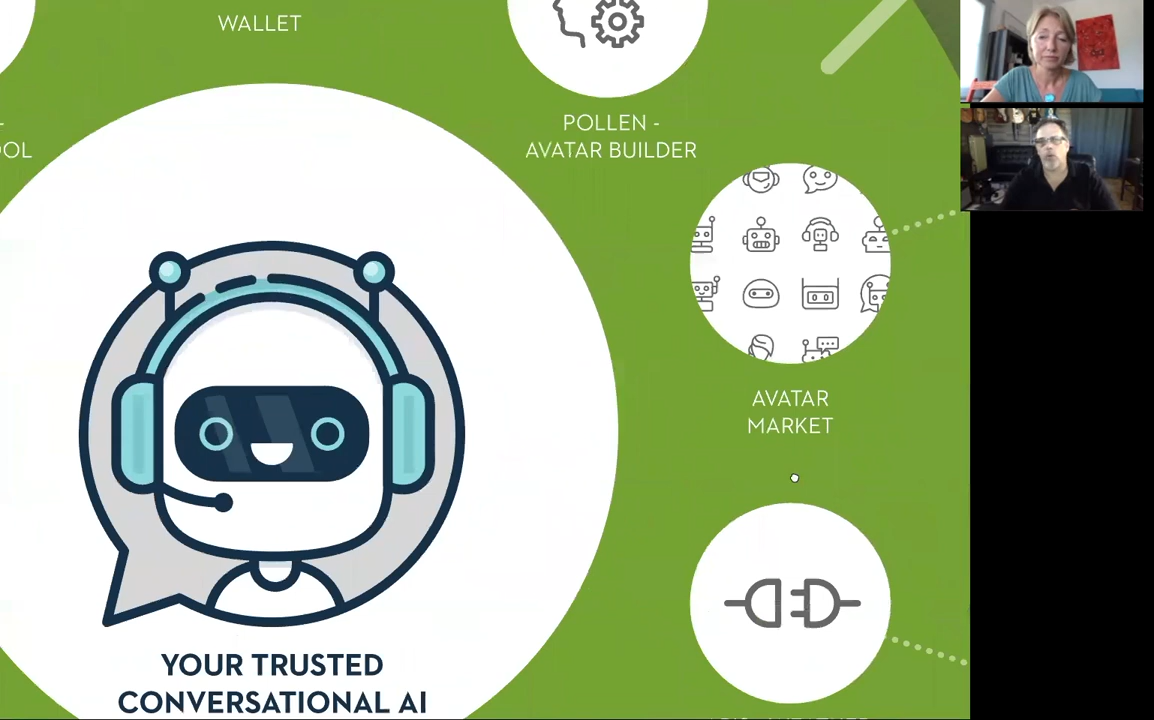 WALLET
OOL
POLLEN -
AVATAR BUILDER
AVATAR
MARKET
YOUR TRUSTED
CONVERSATIONAL AI